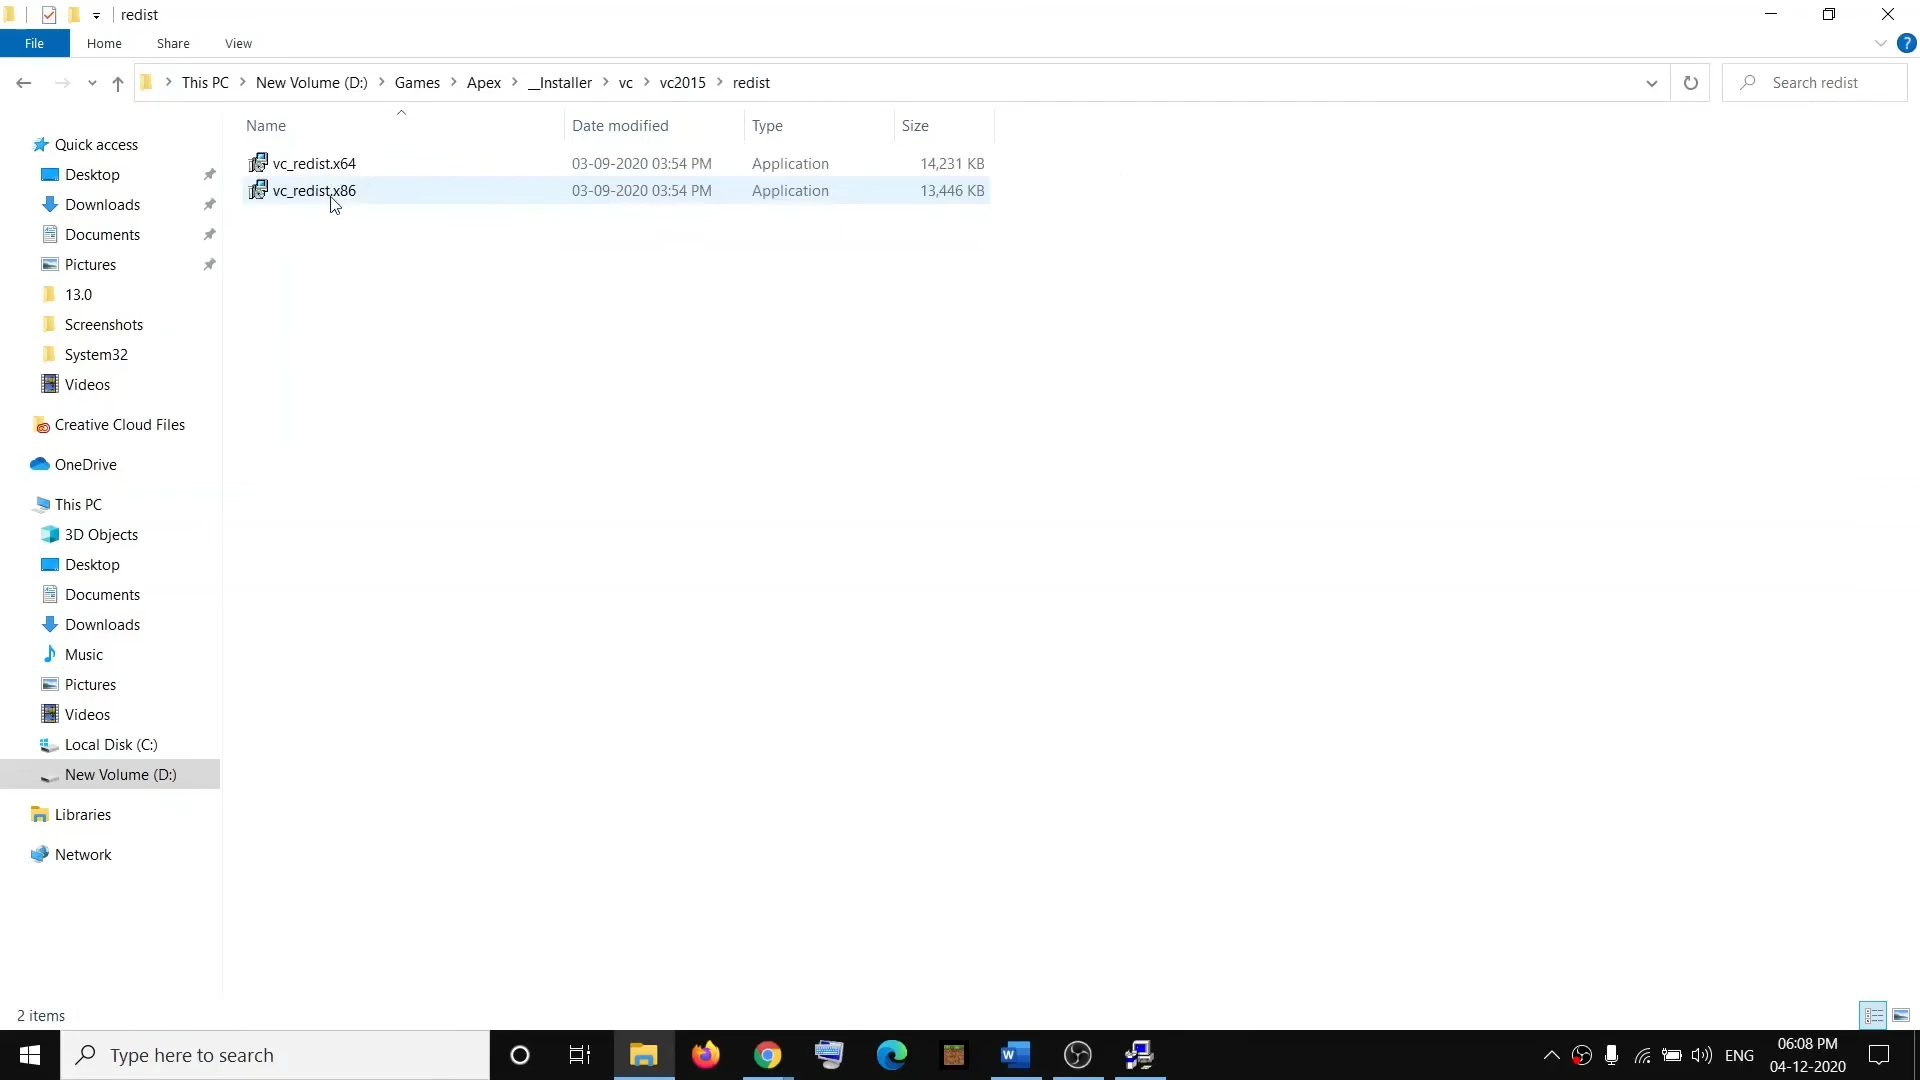 redist
File Home Share View
This PC New Volume (D:) Games Apex __Installer vc vc2015 redist
Search redist
Name Date modified Type Size
vc_redist.x64 03-09-2020 03:54 PM Application 14,231 KB
vc_redist.x86 03-09-2020 03:54 PM Application 13,446 KB
Quick access
Desktop
Downloads
Documents
Pictures
13.0
Screenshots
System32
Videos
Creative Cloud Files
OneDrive
This PC
3D Objects
Desktop
Documents
Downloads
Music
Pictures
Videos
Local Disk (C:)
New Volume (D:)
Libraries
Network
2 items
Type here to search
ENG
06:08 PM
04-12-2020